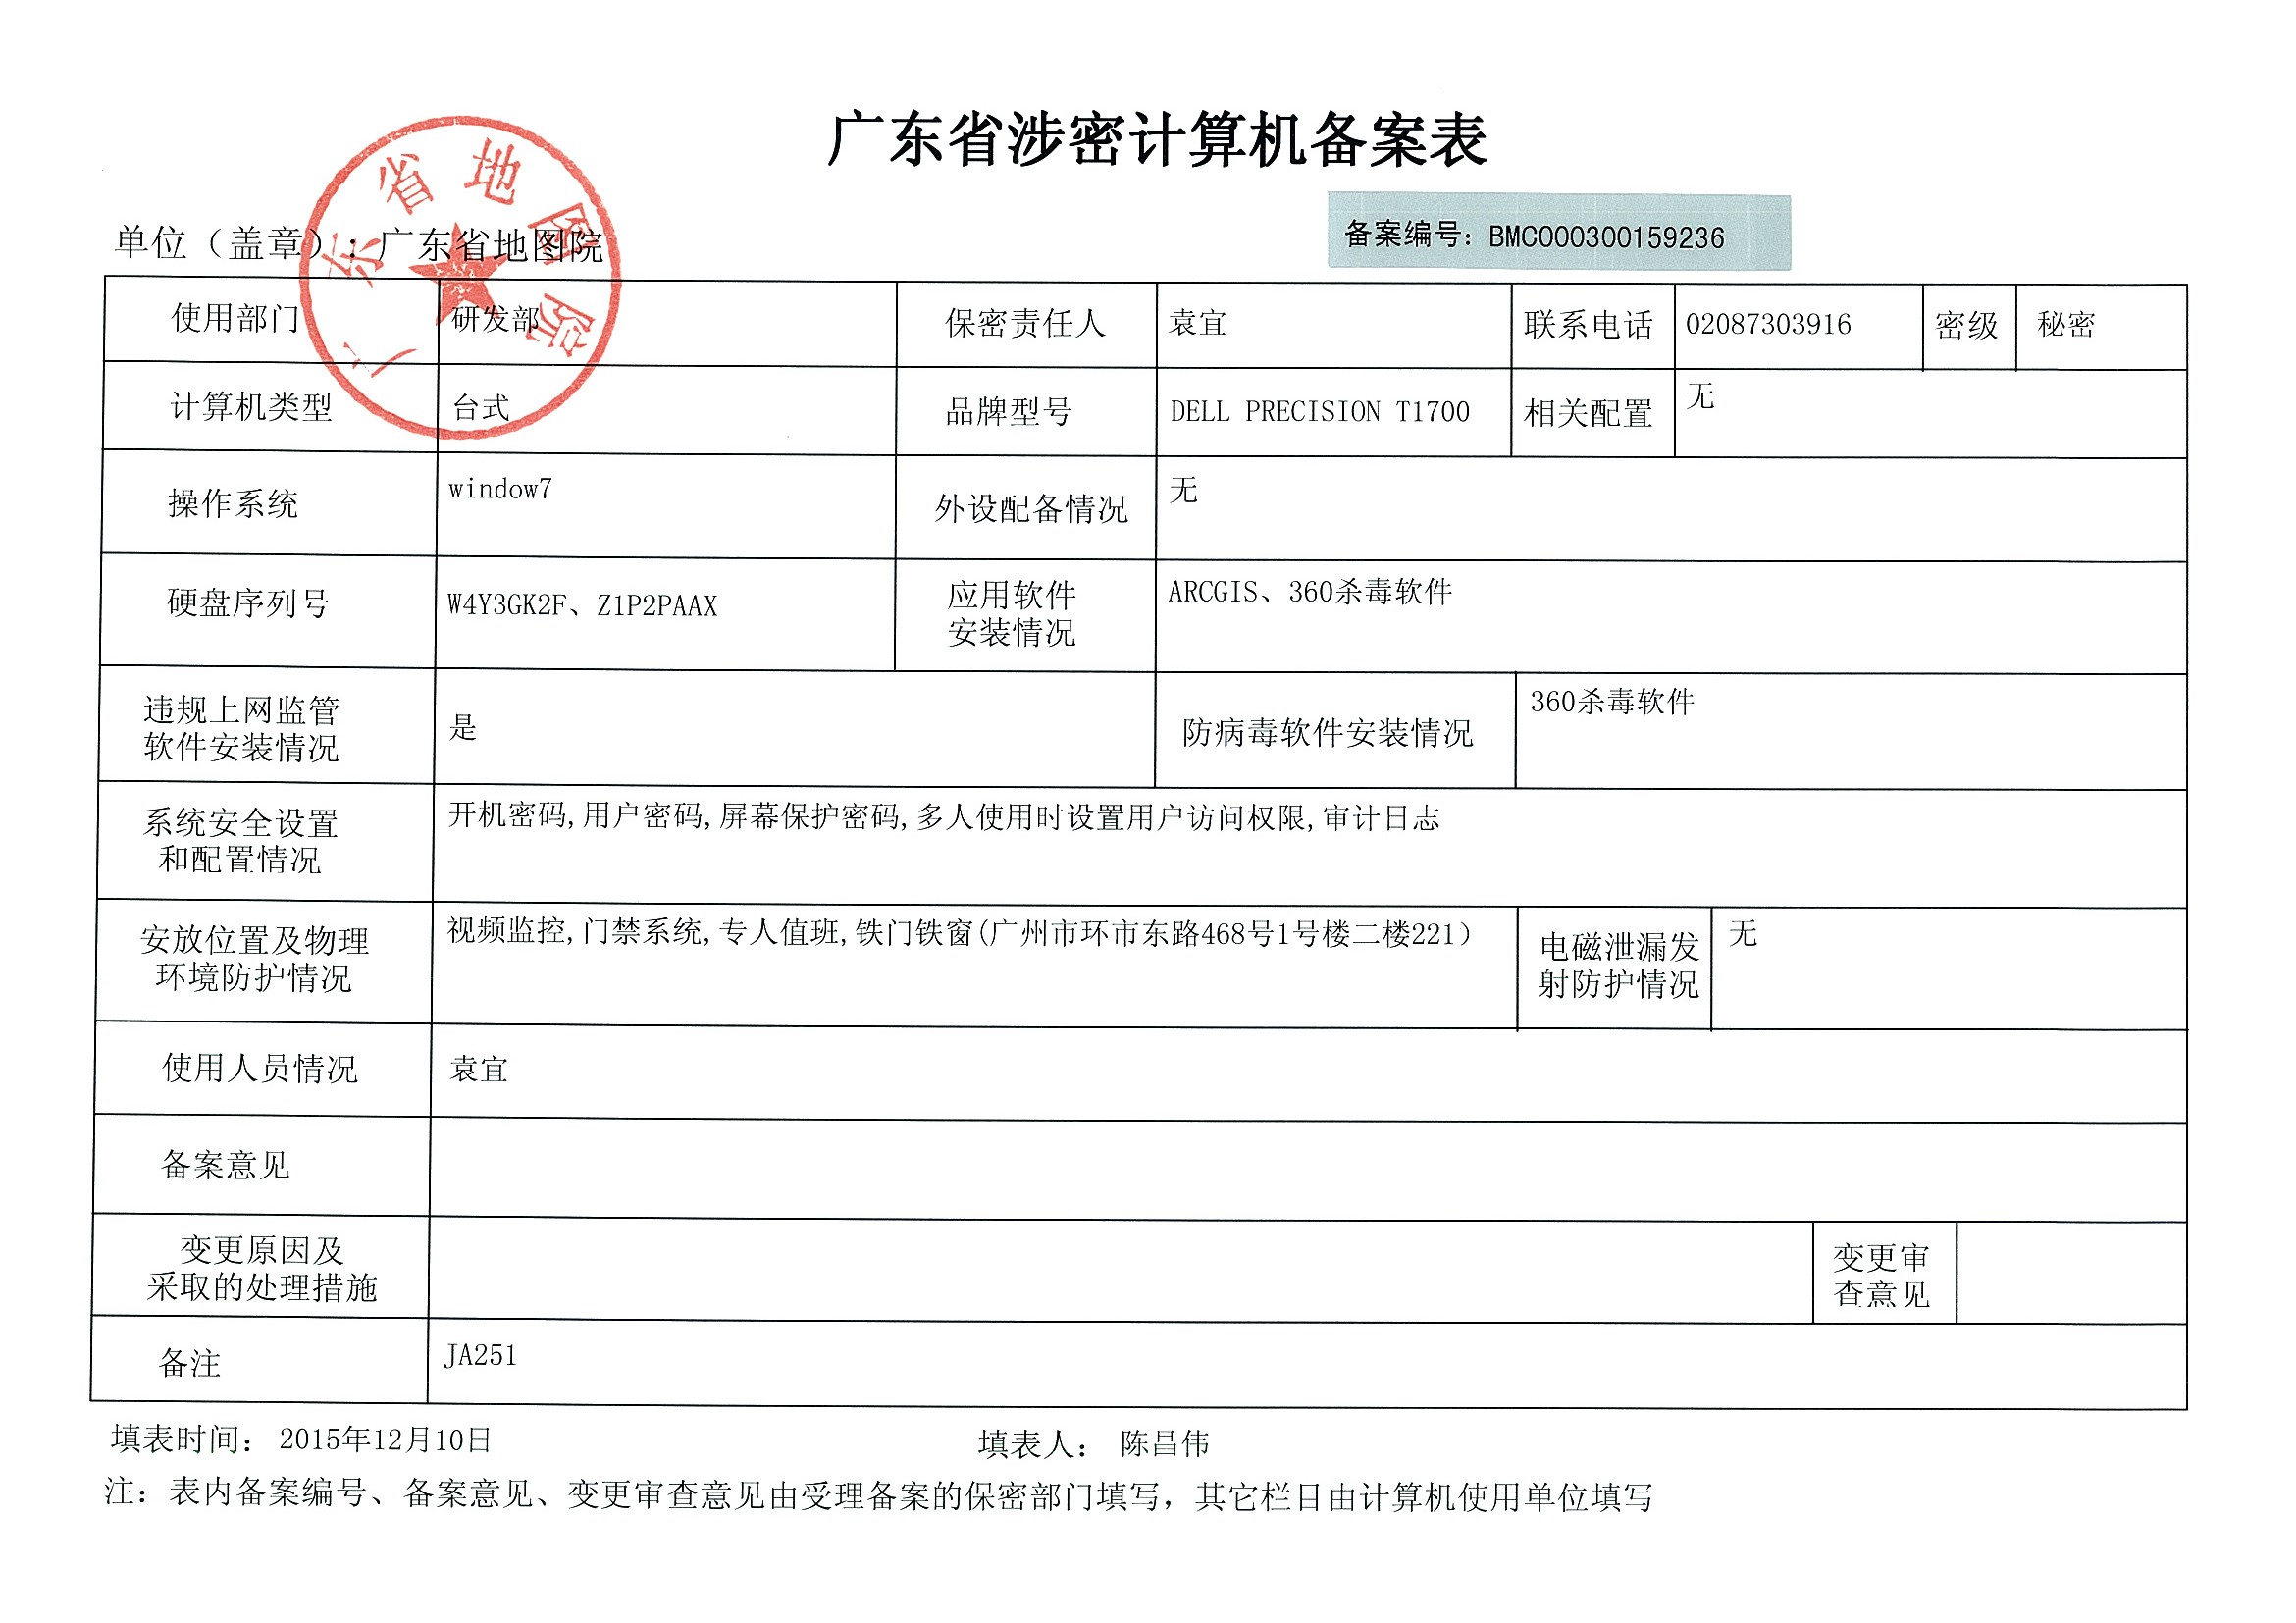 广东省涉密计算机备案表
广东省地图院
单位（盖章）：广东省地图院
备案编号：BMC000300159236
使用部门 研发部 保密责任人 袁宜 联系电话 02087303916 密级 秘密
计算机类型 台式 品牌型号 DELL PRECISION T1700 相关配置 无
操作系统 window7 外设配备情况 无
硬盘序列号 W4Y3GK2F、Z1P2PAAX 应用软件
安装情况 ARCGIS、360杀毒软件
违规上网监管
软件安装情况 是 防病毒软件安装情况 360杀毒软件
系统安全设置
和配置情况 开机密码,用户密码,屏幕保护密码,多人使用时设置用户访问权限,审计日志
安放位置及物理
环境防护情况 视频监控,门禁系统,专人值班,铁门铁窗(广州市环市东路468号1号楼二楼221）
电磁泄漏发
射防护情况 无
使用人员情况 袁宜
备案意见
变更原因及
采取的处理措施
变更审
查意见
备注 JA251
填表时间： 2015年12月10日 填表人： 陈昌伟
注：表内备案编号、备案意见、变更审查意见由受理备案的保密部门填写，其它栏目由计算机使用单位填写